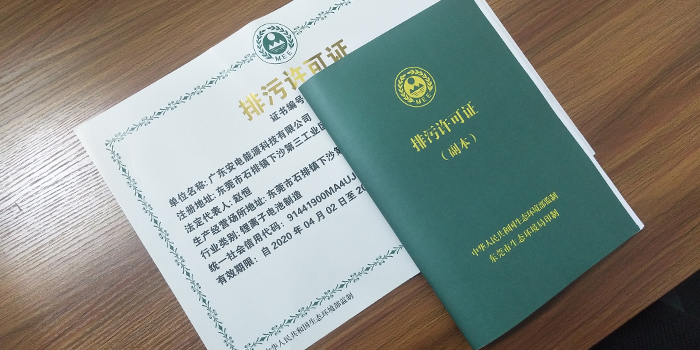 MEE
排污许可证
证书编号
单位名称: 广东安电能源科技有限公司
注册地址: 东莞市石排镇下沙第三工业区
法定代表人: 赵恒
生产经营场所地址: 东莞市石排镇下沙第
行业类别: 锂离子电池制造
统一社会信用代码: 91441900MA4UJ
有效期限: 自 2020 年 04 月 02 日至 20
中华人民共和国生态环境部监制
MEE
排污许可证
(副本)
中华人民共和国生态环境部监制
东莞市生态环境局印制